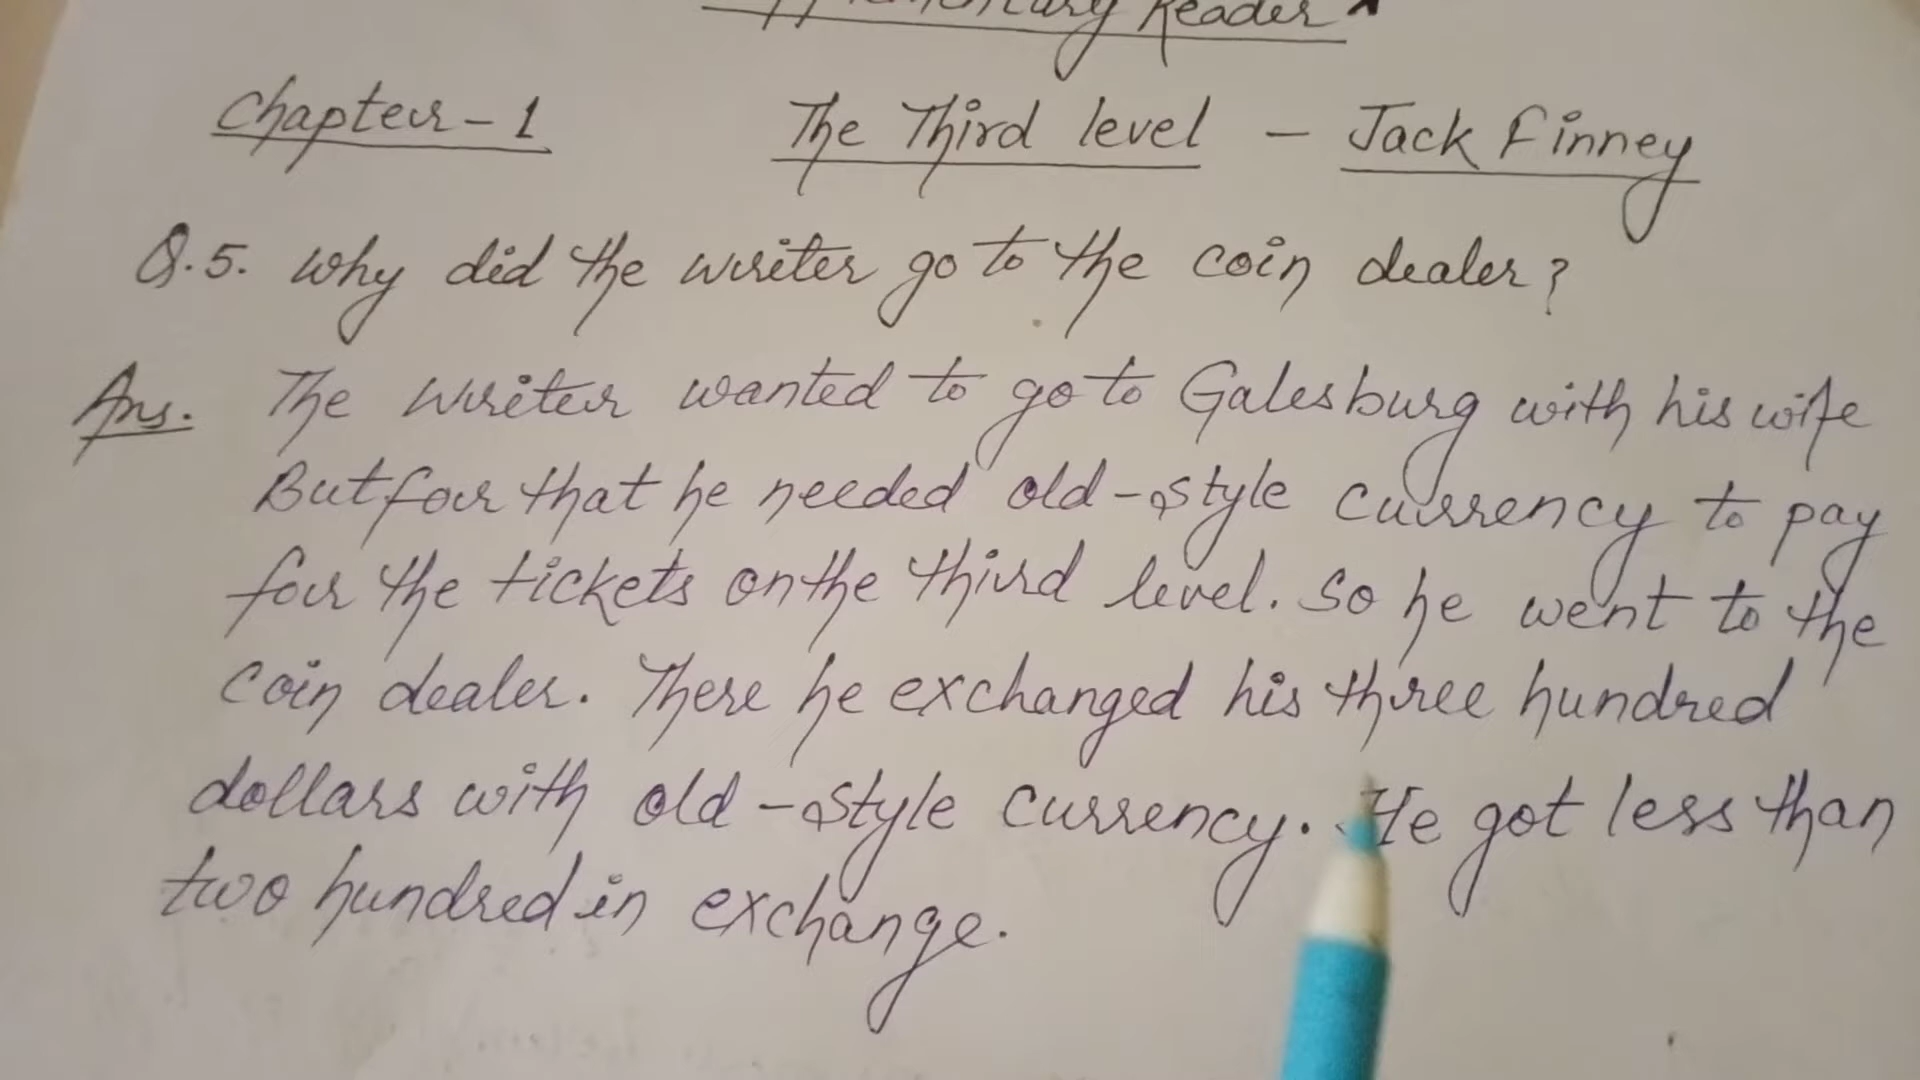 Reader
Chapter-1 The Third level - Jack Finney
Q.5. Why did the writer go to the coin dealer?
Ans. The writer wanted to go to Galesburg with his wife
But for that he needed old-style currency to pay
for the tickets on the third level. So he went to the
coin dealer. There he exchanged his three hundred
dollars with old-style currency. He got less than
two hundred in exchange.